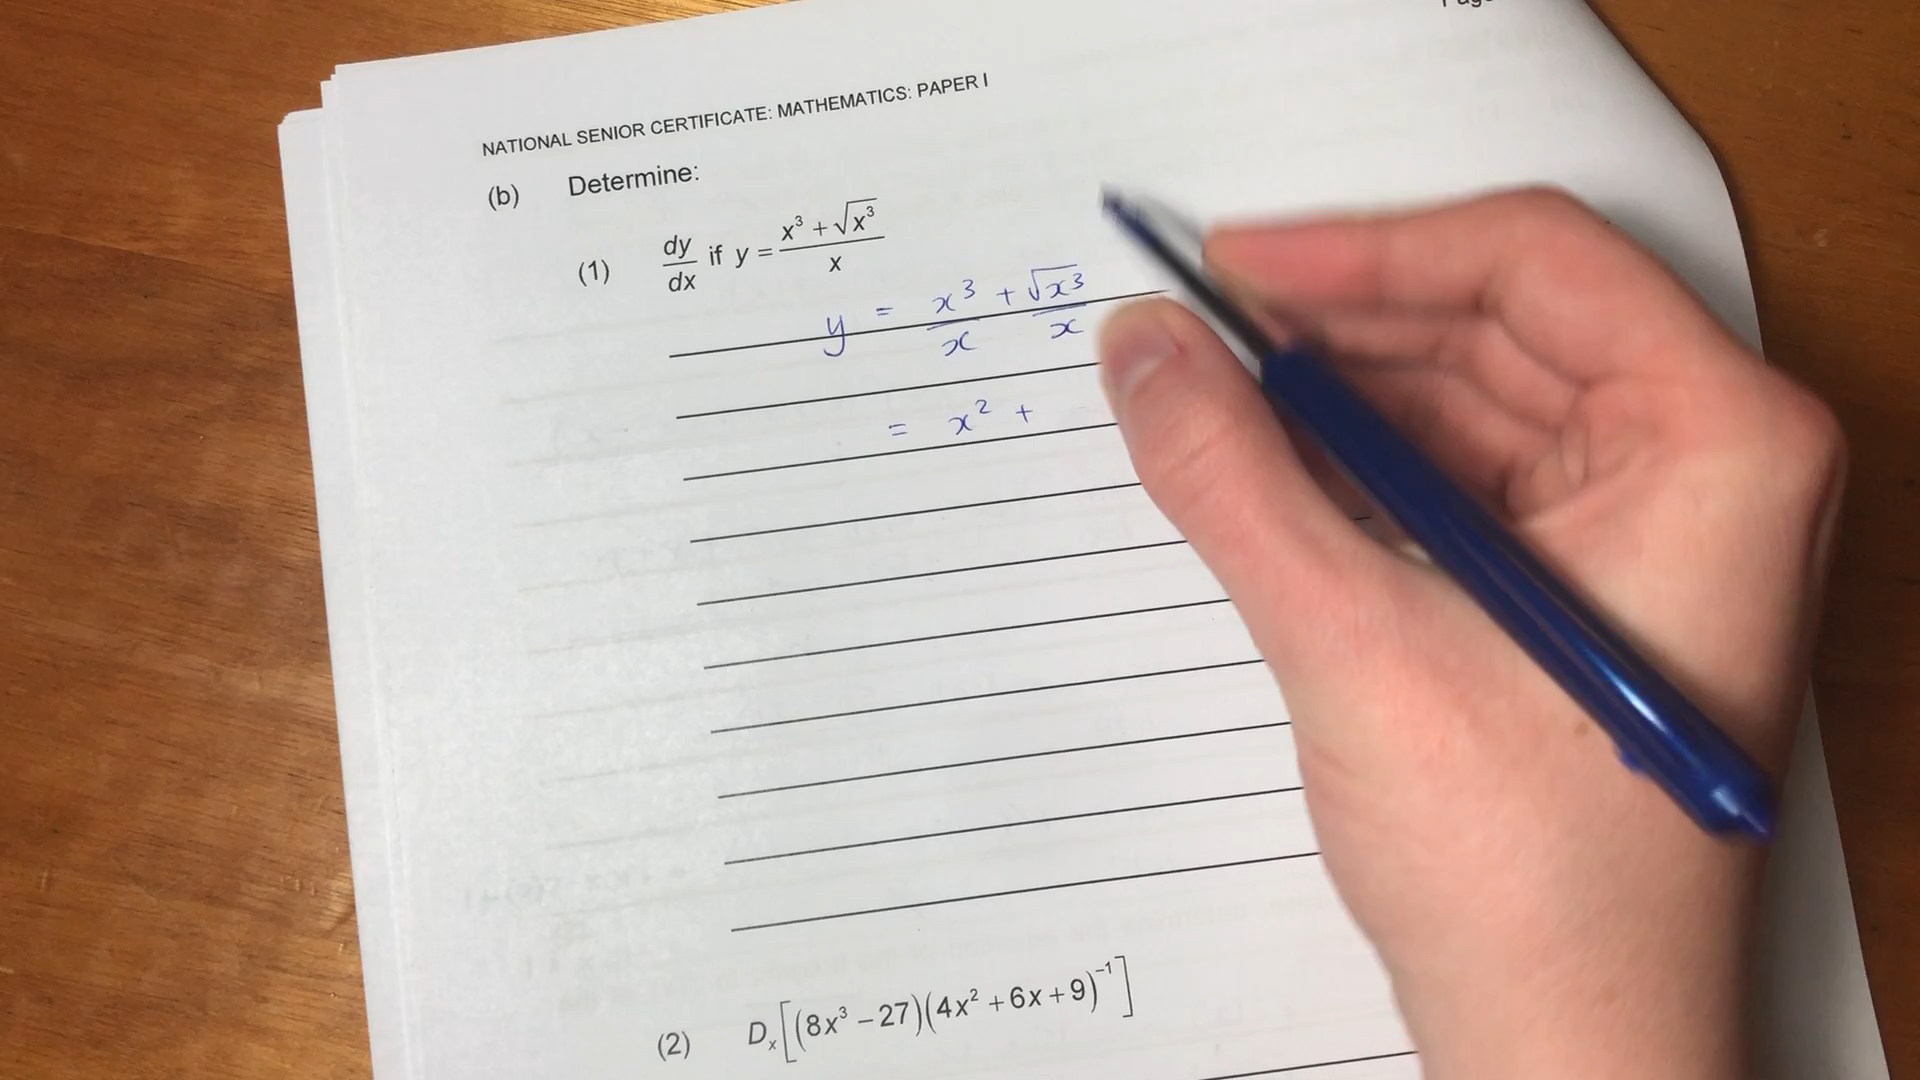 NATIONAL SENIOR CERTIFICATE: MATHEMATICS: PAPER I
(b) Determine:
(1) dy/dx if y = (x³ + √x³)/x
y = x³/x + √x³/x
= x² +
(2) Dₓ[(8x³ − 27)(4x² + 6x + 9)⁻¹]